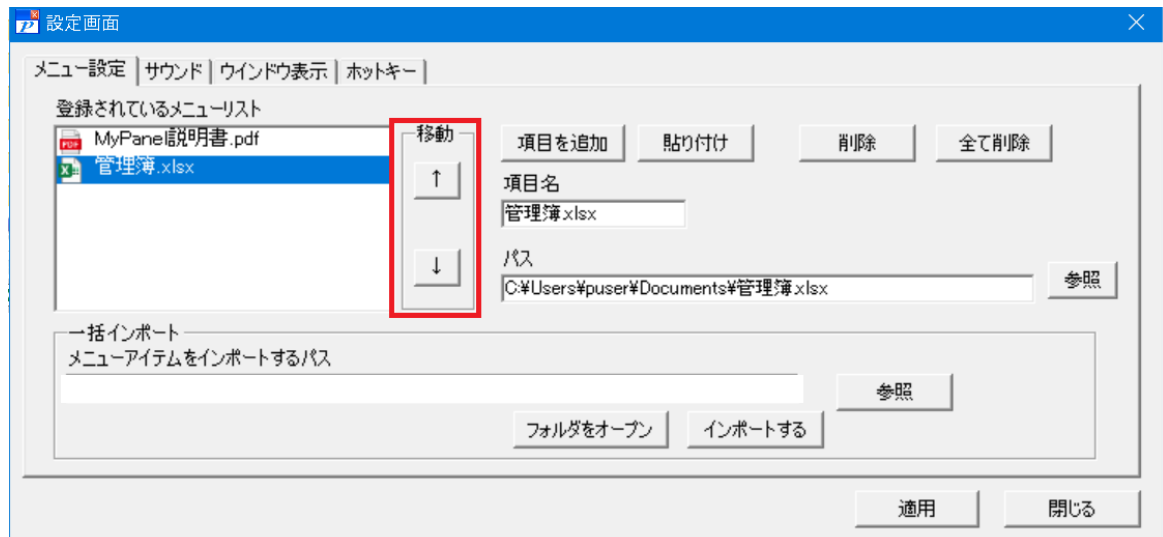 設定画面
メニュー設定 サウンド ウインドウ表示 ホットキー
登録されているメニューリスト
MyPanel説明書.pdf
管理簿.xlsx
移動
↑
↓
項目を追加 貼り付け 削除 全て削除
項目名
管理簿.xlsx
パス
C:¥Users¥puser¥Documents¥管理簿.xlsx 参照
一括インポート
メニューアイテムをインポートするパス
参照
フォルダをオープン インポートする
適用 閉じる